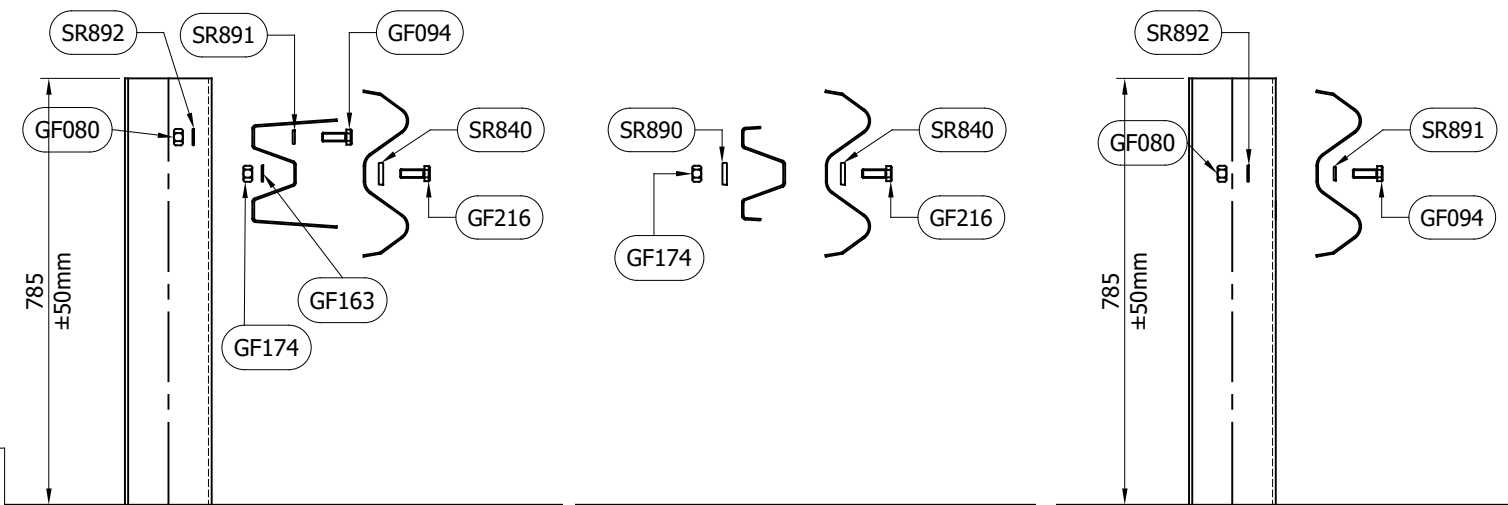 SR892
SR891
GF094
GF080
SR840
GF216
GF163
GF174
785
±50mm
SR890
SR840
GF174
GF216
SR892
GF080
SR891
GF094
785
±50mm